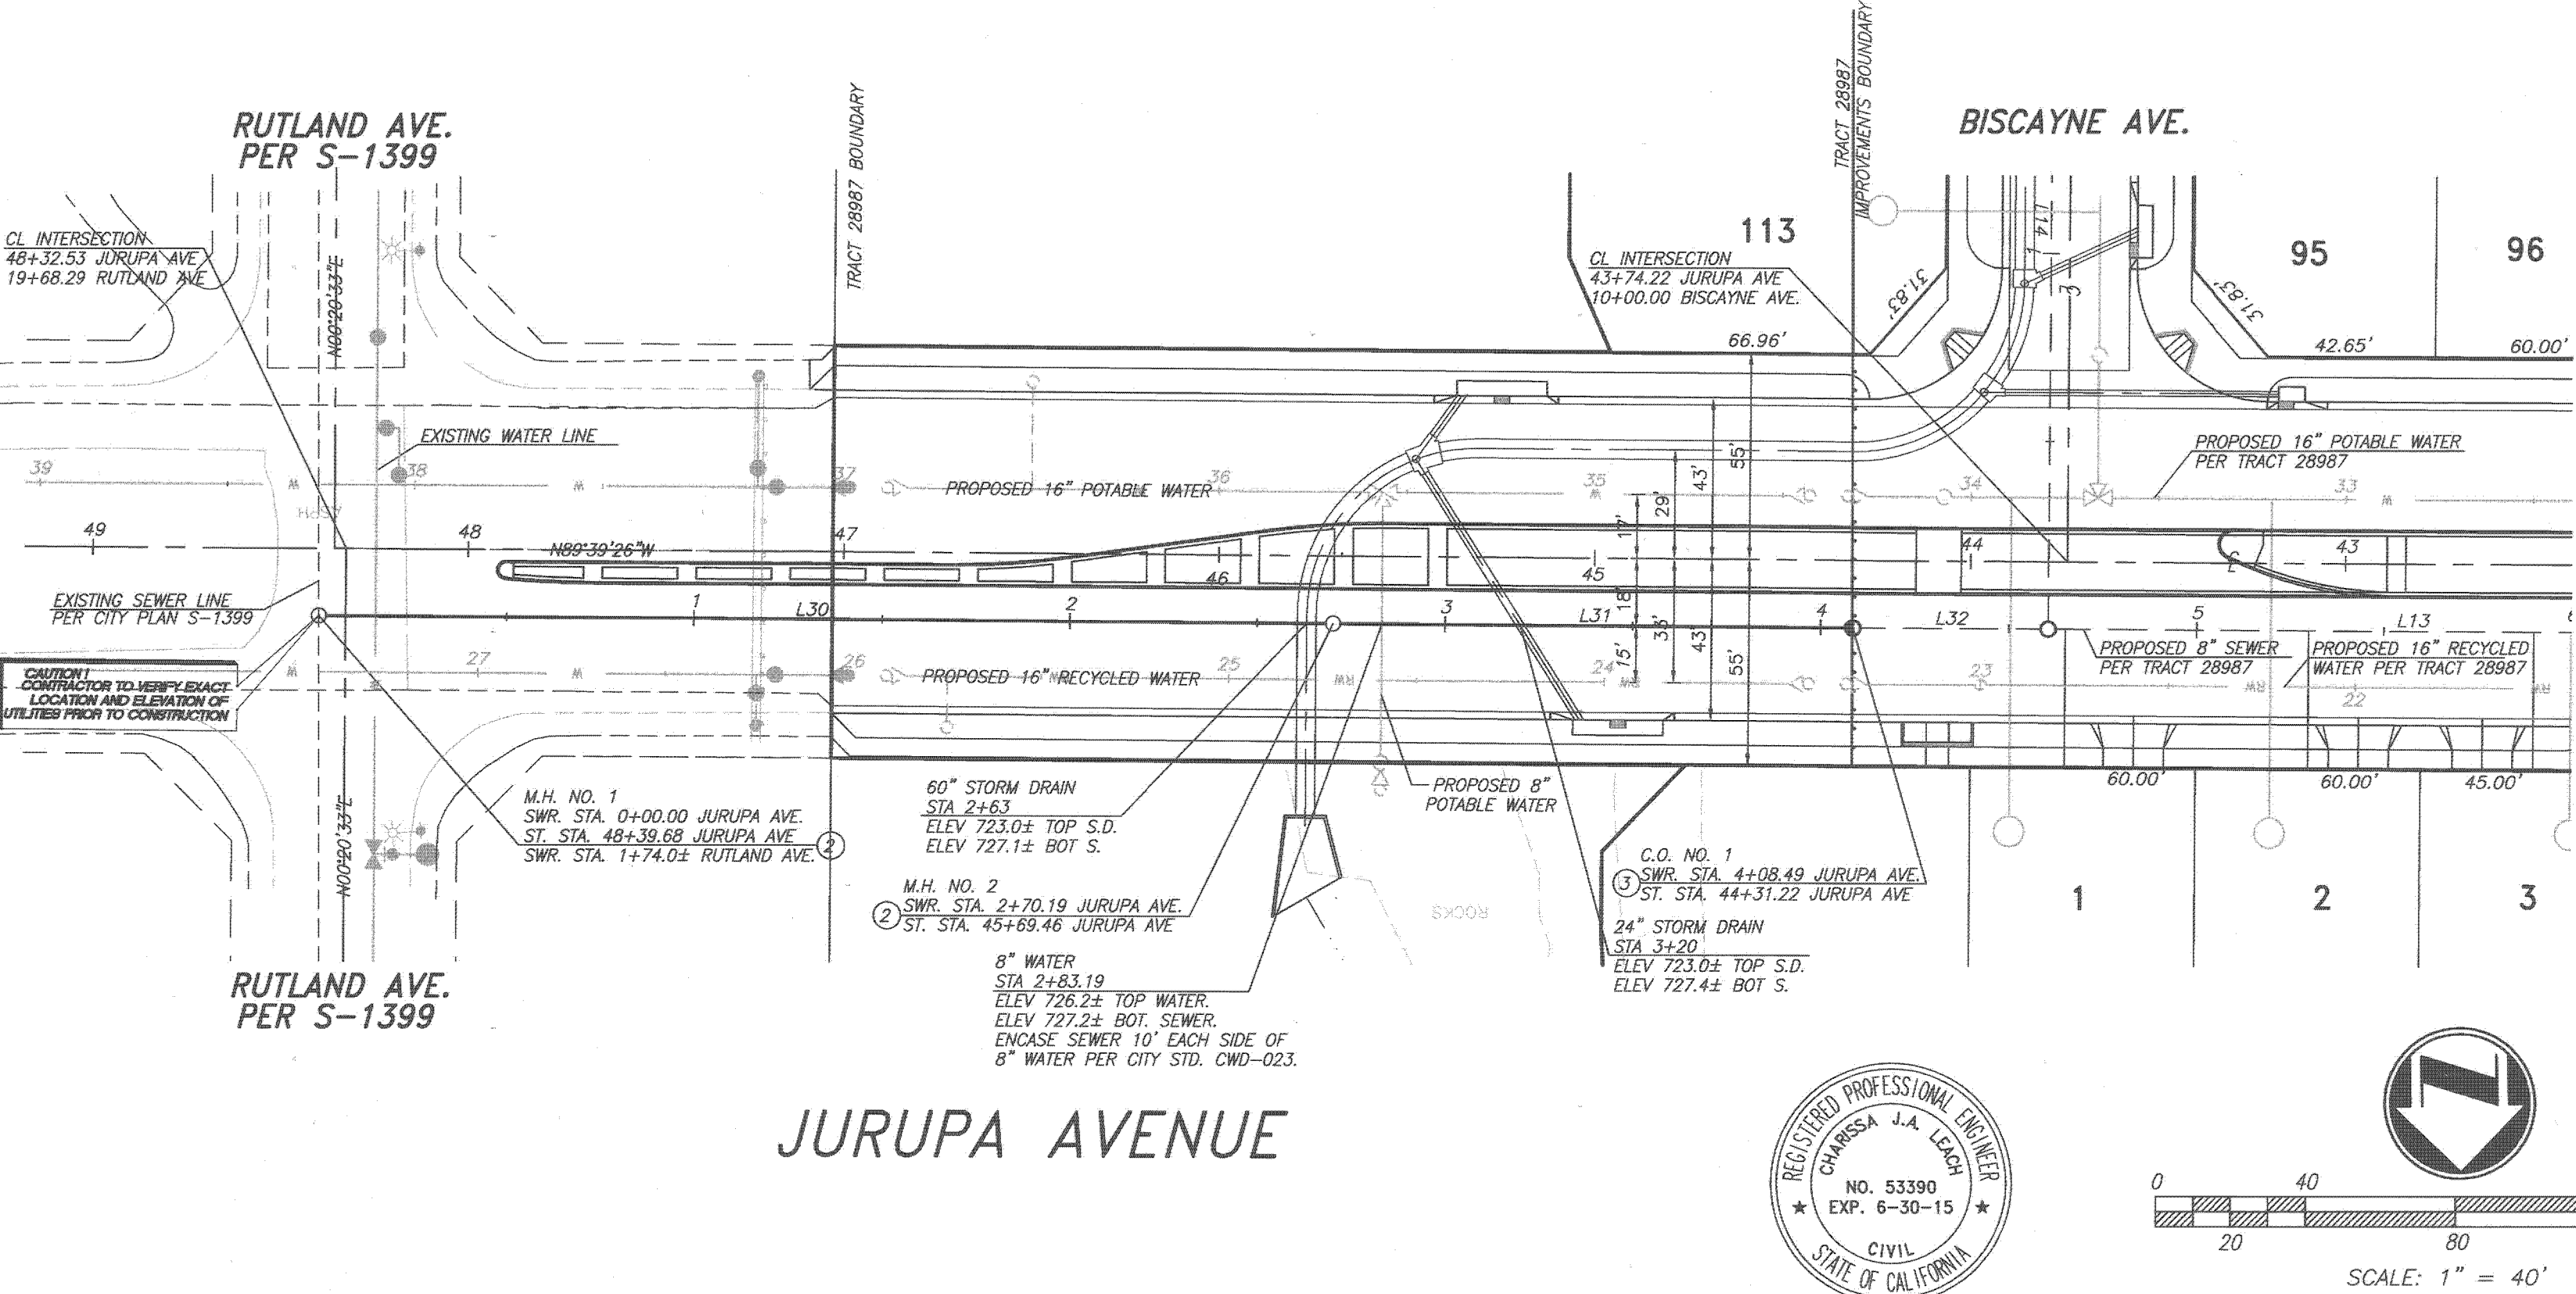 RUTLAND AVE.
PER S-1399
TRACT 28987 BOUNDARY
TRACT 28987
IMPROVEMENTS BOUNDARY
BISCAYNE AVE.
CL INTERSECTION
48+32.53 JURUPA AVE
19+68.29 RUTLAND AVE
N00°20'33"E
113
CL INTERSECTION
43+74.22 JURUPA AVE
10+00.00 BISCAYNE AVE.
L14
95
96
31.83'
31.83'
66.96'
42.65'
60.00'
EXISTING WATER LINE
PROPOSED 16" POTABLE WATER
PER TRACT 28987
39
W
38
W
37
PROPOSED 16" POTABLE WATER
36
35
W
34
33
W
ASPH
49
48
N89°39'26"W
47
46
45
44
43
17'
29'
43'
55'
18'
15'
33'
43'
55'
EXISTING SEWER LINE
PER CITY PLAN S-1399
1
L30
2
3
L31
4
L32
5
L13
PROPOSED 8" SEWER
PER TRACT 28987
PROPOSED 16" RECYCLED
WATER PER TRACT 28987
CAUTION!
CONTRACTOR TO VERIFY EXACT
LOCATION AND ELEVATION OF
UTILITIES PRIOR TO CONSTRUCTION
W
27
W
26
PROPOSED 16" RECYCLED WATER
25
RW
24
RW
23
RW
22
RW
60.00'
60.00'
45.00'
N00°20'33"E
M.H. NO. 1
SWR. STA. 0+00.00 JURUPA AVE.
ST. STA. 48+39.68 JURUPA AVE
SWR. STA. 1+74.0± RUTLAND AVE.
2
60" STORM DRAIN
STA 2+63
ELEV 723.0± TOP S.D.
ELEV 727.1± BOT S.
PROPOSED 8"
POTABLE WATER
M.H. NO. 2
SWR. STA. 2+70.19 JURUPA AVE.
ST. STA. 45+69.46 JURUPA AVE
2
C.O. NO. 1
SWR. STA. 4+08.49 JURUPA AVE.
ST. STA. 44+31.22 JURUPA AVE
3
ROCKS
1
2
3
24" STORM DRAIN
STA 3+20
ELEV 723.0± TOP S.D.
ELEV 727.4± BOT S.
8" WATER
STA 2+83.19
ELEV 726.2± TOP WATER.
ELEV 727.2± BOT. SEWER.
ENCASE SEWER 10' EACH SIDE OF
8" WATER PER CITY STD. CWD-023.
RUTLAND AVE.
PER S-1399
JURUPA AVENUE
REGISTERED PROFESSIONAL ENGINEER
CHARISSA J.A. LEACH
NO. 53390
EXP. 6-30-15
CIVIL
STATE OF CALIFORNIA
0
40
20
80
SCALE: 1" = 40'